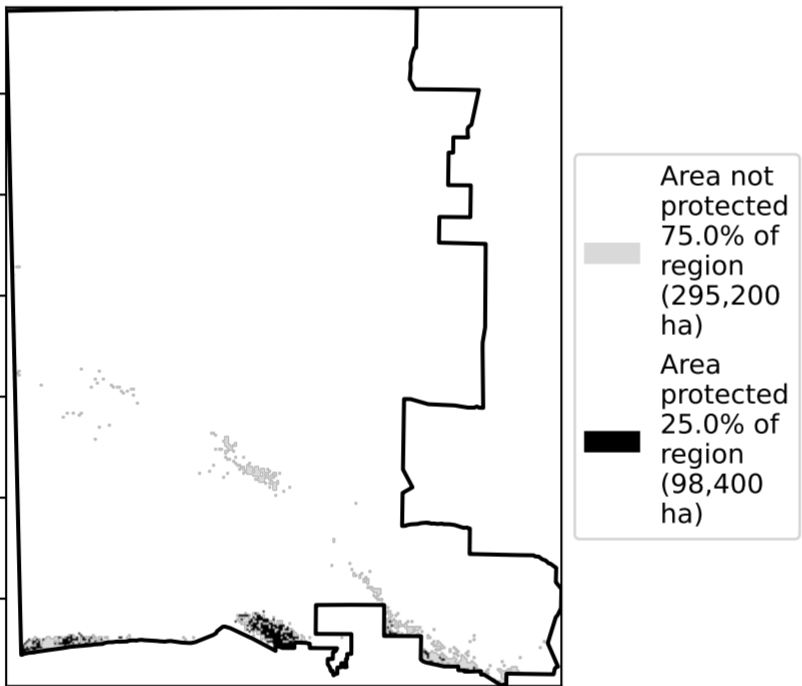 Area not
protected
75.0% of
region
(295,200
ha)
Area
protected
25.0% of
region
(98,400
ha)